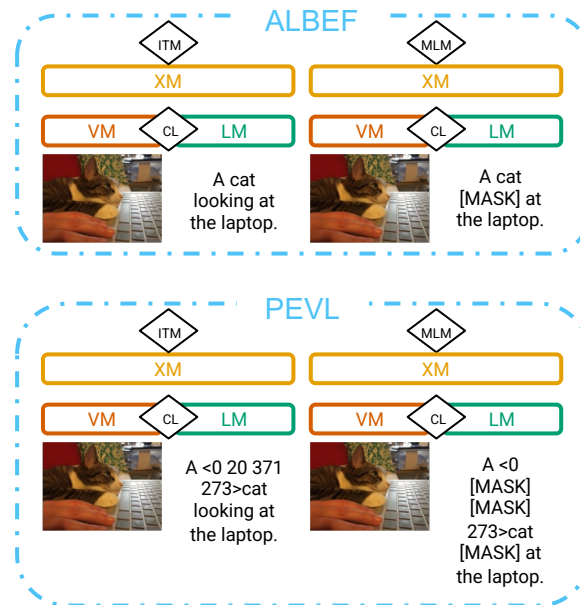 ALBEF
ITM
MLM
XM
XM
VM
CL
LM
VM
CL
LM
A cat
looking at
the laptop.
A cat
[MASK] at
the laptop.
PEVL
ITM
MLM
XM
XM
VM
CL
LM
VM
CL
LM
A <0 20 371
273>cat
looking at
the laptop.
A <0
[MASK]
[MASK]
273>cat
[MASK] at
the laptop.